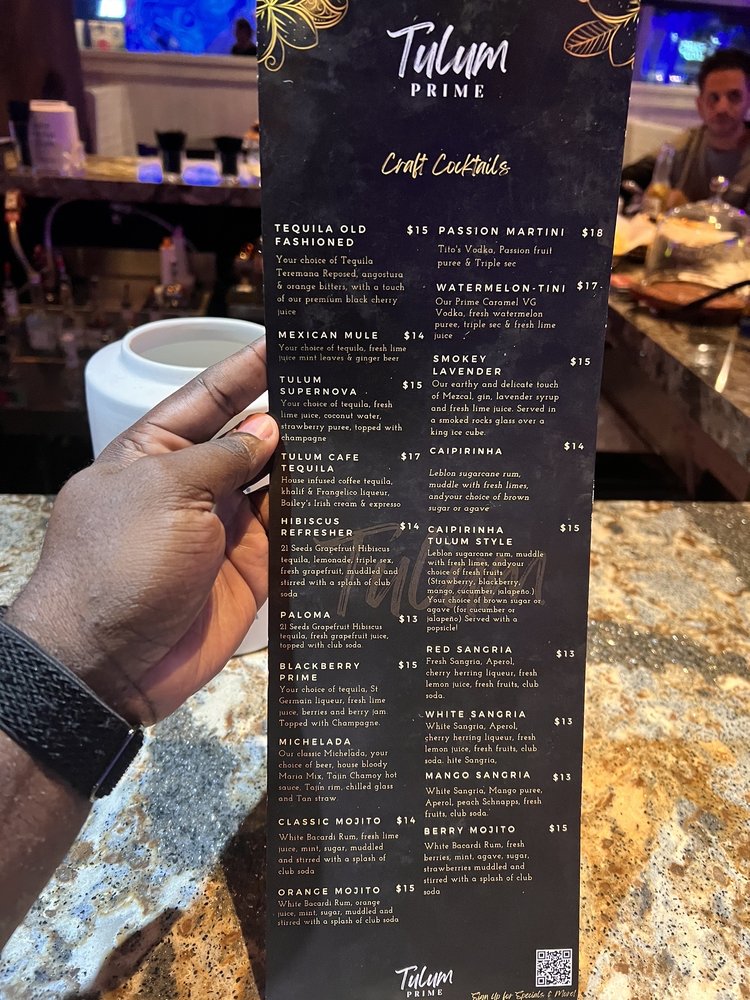 Tulum
PRIME
Craft Cocktails
TEQUILA OLD FASHIONED $15
Your choice of Tequila
Teremana Reposed, angostura
& orange bitters, with a touch
of our premium black cherry
juice
MEXICAN MULE $14
Your choice of tequila, fresh lime
juice mint leaves & ginger beer
TULUM SUPERNOVA $15
Your choice of tequila, fresh
lime juice, coconut water,
strawberry puree, topped with
champagne
TULUM CAFE TEQUILA $17
House infused coffee tequila,
khalif & Frangelico liqueur,
Bailey's Irish cream & expresso
HIBISCUS REFRESHER $14
21 Seeds Grapefruit Hibiscus
tequila, lemonade, triple sex,
fresh grapefruit, muddled and
stirred with a splash of club
soda
PALOMA $13
21 Seeds Grapefruit Hibiscus
tequila, fresh grapefruit juice,
topped with club soda.
BLACKBERRY PRIME $15
Your choice of tequila, St
Germain liqueur, fresh lime
juice, berries and berry jam
Topped with Champagne.
MICHELADA
Our classic Michelada, your
choice of beer, house bloody
Maria Mix, Tajin Chamoy hot
sauce, Tajin rim, chilled glass
and Tan straw.
CLASSIC MOJITO $14
White Bacardi Rum, fresh lime
juice, mint, sugar, muddled
and stirred with a splash of
club soda
ORANGE MOJITO $15
White Bacardi Rum, orange
juice, mint, sugar, muddled and
stirred with a splash of club soda
PASSION MARTINI $18
Tito's Vodka, Passion fruit
puree & Triple sec
WATERMELON-TINI $17
Our Prime Caramel VG
Vodka, fresh watermelon
puree, triple sec & fresh lime
juice
SMOKEY LAVENDER $15
Our earthy and delicate touch
of Mezcal, gin, lavender syrup
and fresh lime juice. Served in
a smoked rocks glass over a
king ice cube.
CAIPIRINHA $14
Leblon sugarcane rum,
muddle with fresh limes,
andyour choice of brown
sugar or agave
CAIPIRINHA TULUM STYLE $15
Leblon sugarcane rum, muddle
with fresh limes, andyour
choice of fresh fruits
(Strawberry, blackberry,
mango, cucumber, jalapeño.)
Your choice of brown sugar or
agave (for cucumber or
jalapeño) Served with a
popsicle!
RED SANGRIA $13
Fresh Sangria, Aperol,
cherry herring liqueur, fresh
lemon juice, fresh fruits, club
soda.
WHITE SANGRIA $13
White Sangria, Aperol,
cherry herring liqueur, fresh
lemon juice, fresh fruits, club
soda. hite Sangria,
MANGO SANGRIA $13
White Sangria, Mango puree,
Aperol, peach Schnapps, fresh
fruits, club soda.
BERRY MOJITO $15
White Bacardi Rum, fresh
berries, mint, agave, sugar,
strawberries muddled and
stirred with a splash of club
soda
Tulum
Tulum
PRIME
Sign Up for Specials & More!